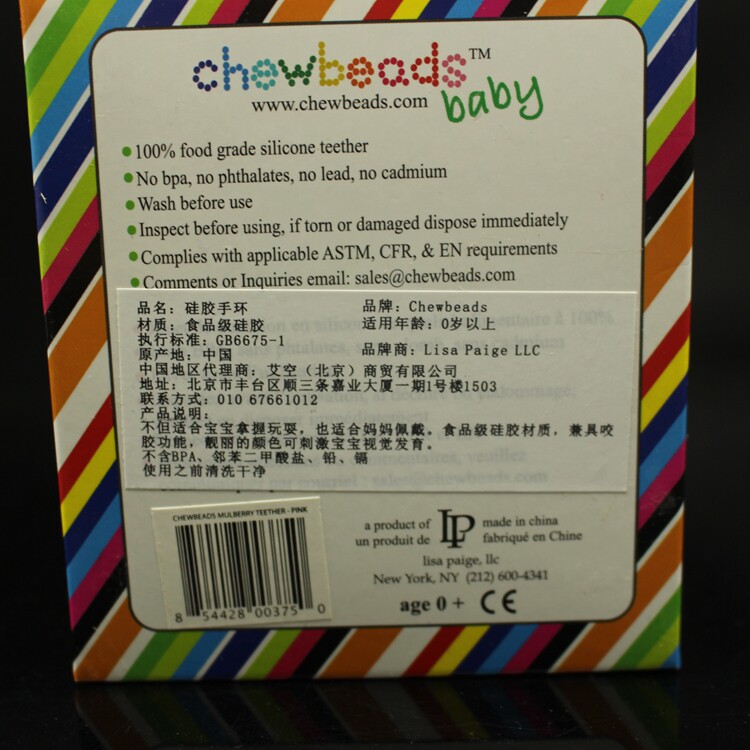 chewbeads™
www.chewbeads.com baby
100% food grade silicone teether
No bpa, no phthalates, no lead, no cadmium
Wash before use
Inspect before using, if torn or damaged dispose immediately
Complies with applicable ASTM, CFR, & EN requirements
Comments or Inquiries email: sales@chewbeads.com
品名: 硅胶手环 品牌: Chewbeads
材质: 食品级硅胶 适用年龄: 0岁以上
执行标准: GB6675-1
原产地: 中国 品牌商: Lisa Paige LLC
中国地区代理商: 艾空（北京）商贸有限公司
地址: 北京市丰台区顺三条嘉业大厦一期1号楼1503
联系方式: 010 67661012
产品说明:
不但适合宝宝拿握玩耍, 也适合妈妈佩戴。食品级硅胶材质, 兼具咬
胶功能, 靓丽的颜色可刺激宝宝视觉发育。
不含BPA、邻苯二甲酸盐、铅、镉
使用之前清洗干净
CHEWBEADS MULBERRY TEETHER - PINK
8 54428 00375 0
a product of LP made in china
un produit de fabriqué en Chine
lisa paige, llc
New York, NY (212) 600-4341
age 0 + CE